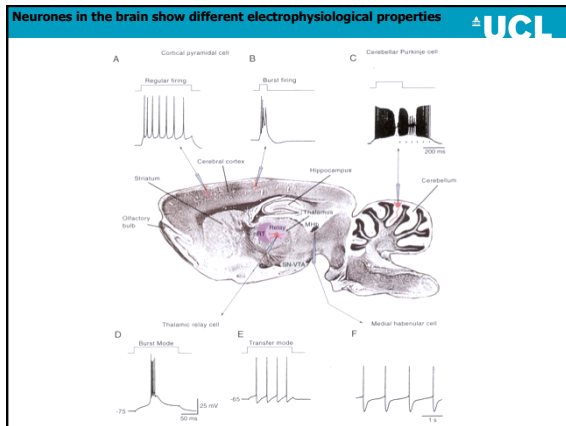 Neurones in the brain show different electrophysiological properties
UCL
Cortical pyramidal cell
Cerebellar Purkinje cell
A
B
C
Regular firing
Burst firing
200 ms
Cerebral cortex
Striatum
Hippocampus
Cerebellum
Thalamus
Olfactory
bulb
MHb
RT
Relay
SN-VTA
Thalamic relay cell
Medial habenular cell
D
E
F
Burst Mode
Transfer mode
-65
25 mV
-75
50 ms
1 s